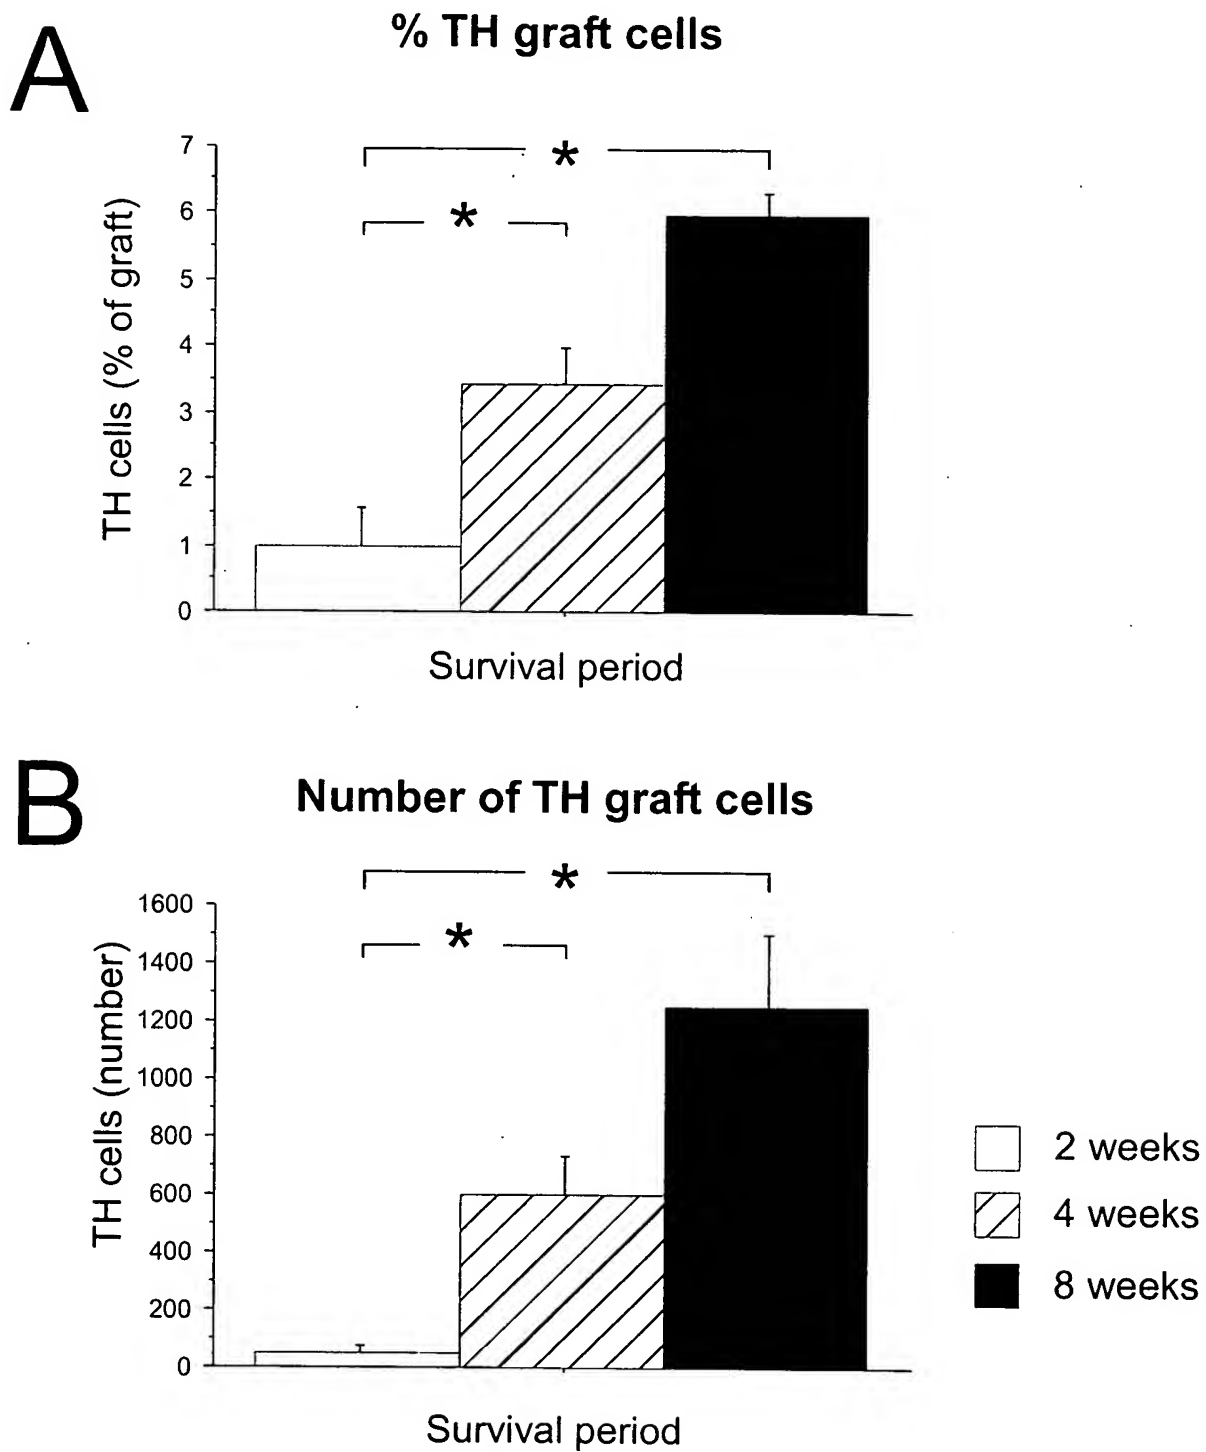 A
% TH graft cells
*
*
TH cells (% of graft)
7
6
5
4
3
2
1
0
Survival period
B
Number of TH graft cells
*
*
TH cells (number)
1600
1400
1200
1000
800
600
400
200
0
Survival period
2 weeks
4 weeks
8 weeks